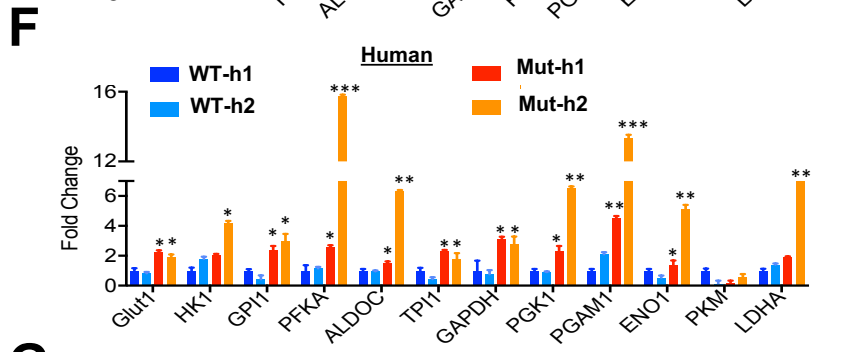 F
Human
WT-h1
Mut-h1
WT-h2
Mut-h2
Fold Change
16
12
6
4
2
0
* *
*
* *
*
***
*
**
* *
* *
*
**
**
***
*
**
**
Glut1
HK1
GPI1
PFKA
ALDOC
TPI1
GAPDH
PGK1
PGAM1
ENO1
PKM
LDHA